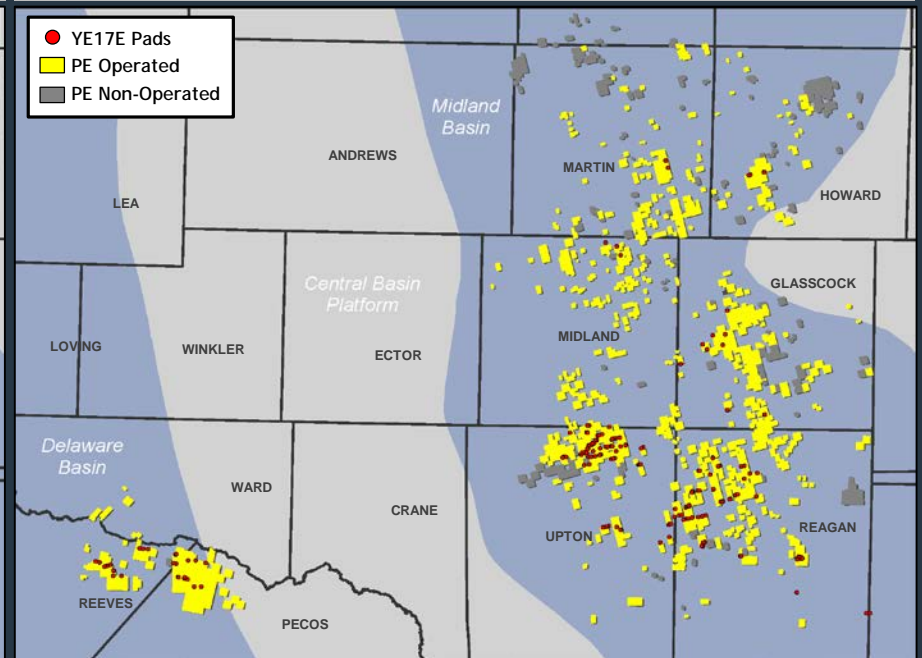 YE17E Pads
PE Operated
PE Non-Operated
Midland
Basin
ANDREWS
MARTIN
LEA
HOWARD
Central Basin
Platform
GLASSCOCK
LOVING
WINKLER
ECTOR
MIDLAND
Delaware
Basin
WARD
CRANE
UPTON
REAGAN
REEVES
PECOS